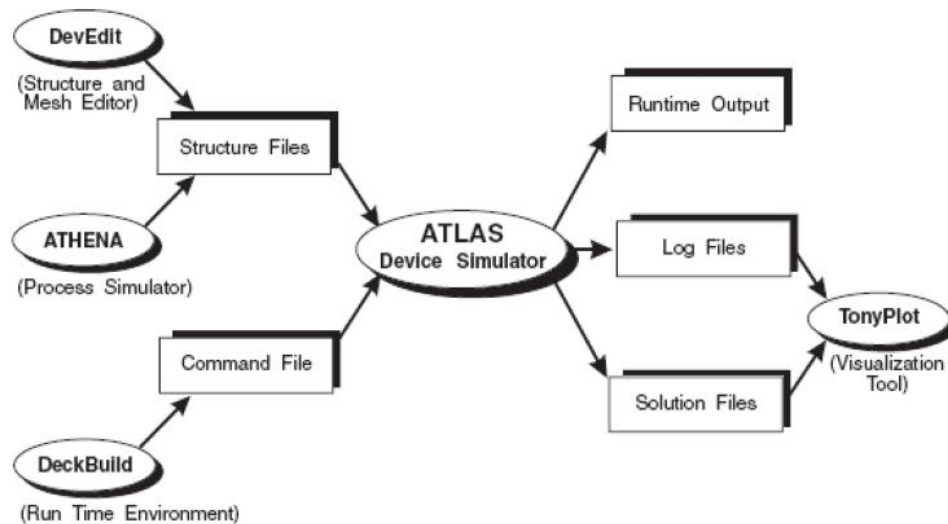 DevEdit
(Structure and
Mesh Editor)
Structure Files
ATHENA
(Process Simulator)
Command File
DeckBuild
(Run Time Environment)
ATLAS
Device Simulator
Runtime Output
Log Files
Solution Files
TonyPlot
(Visualization
Tool)